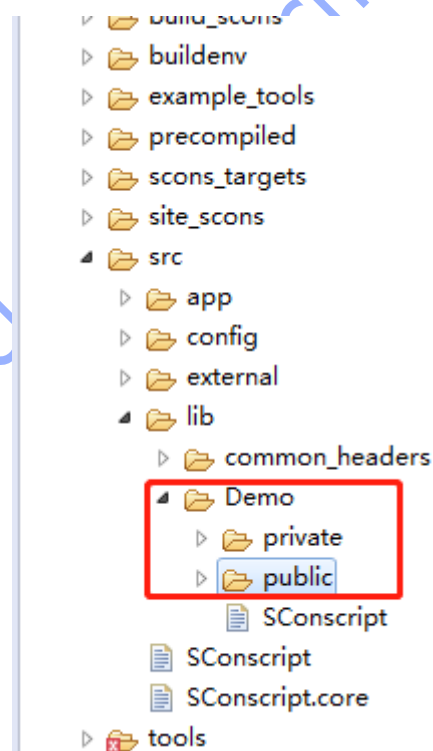 build_scons
buildenv
example_tools
precompiled
scons_targets
site_scons
src
app
config
external
lib
common_headers
Demo
private
public
SConscript
SConscript
SConscript.core
tools